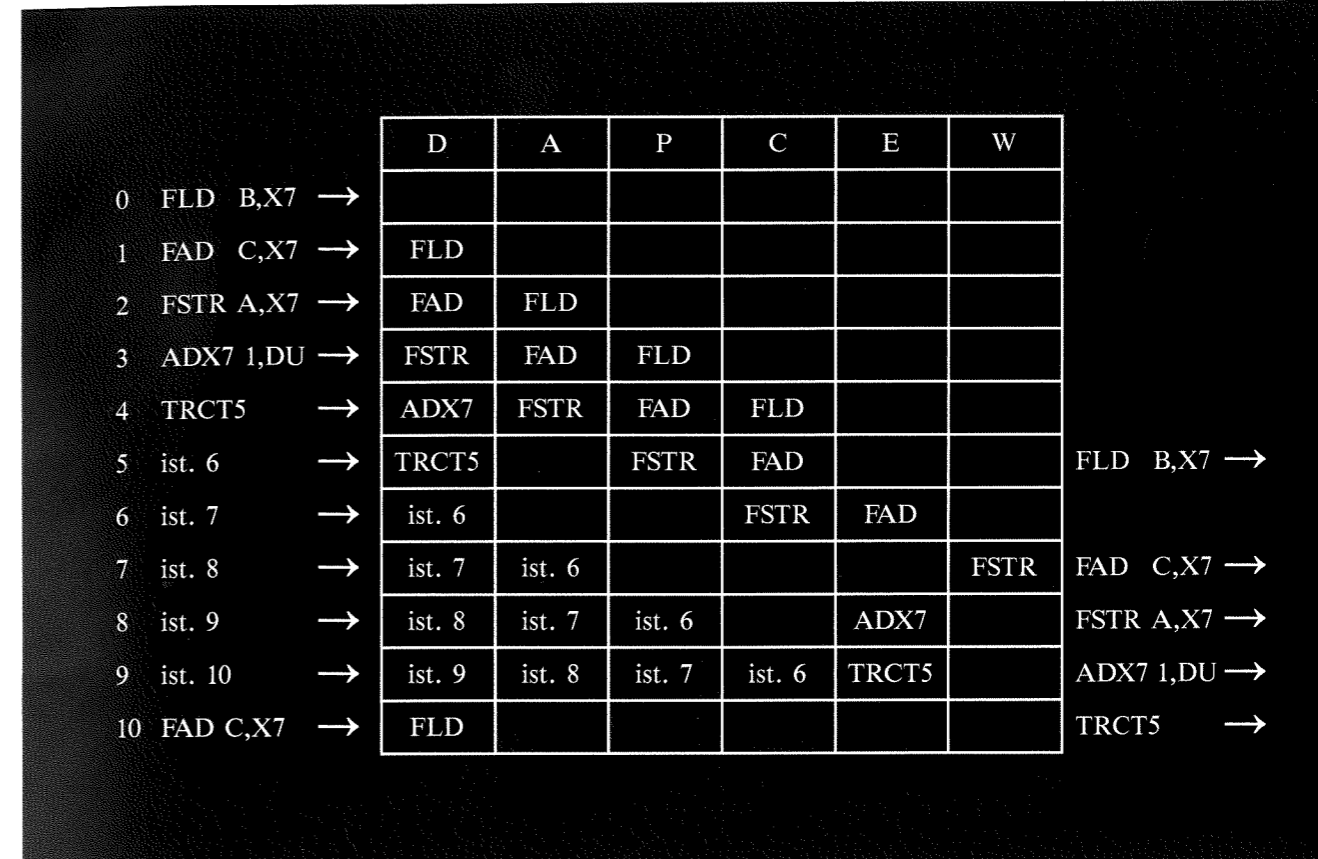 D A P C E W
0 FLD B,X7 →
1 FAD C,X7 → FLD
2 FSTR A,X7 → FAD FLD
3 ADX7 1,DU → FSTR FAD FLD
4 TRCT5 → ADX7 FSTR FAD FLD
5 ist. 6 → TRCT5 FSTR FAD FLD B,X7 →
6 ist. 7 → ist. 6 FSTR FAD
7 ist. 8 → ist. 7 ist. 6 FSTR FAD C,X7 →
8 ist. 9 → ist. 8 ist. 7 ist. 6 ADX7 FSTR A,X7 →
9 ist. 10 → ist. 9 ist. 8 ist. 7 ist. 6 TRCT5 ADX7 1,DU →
10 FAD C,X7 → FLD TRCT5 →